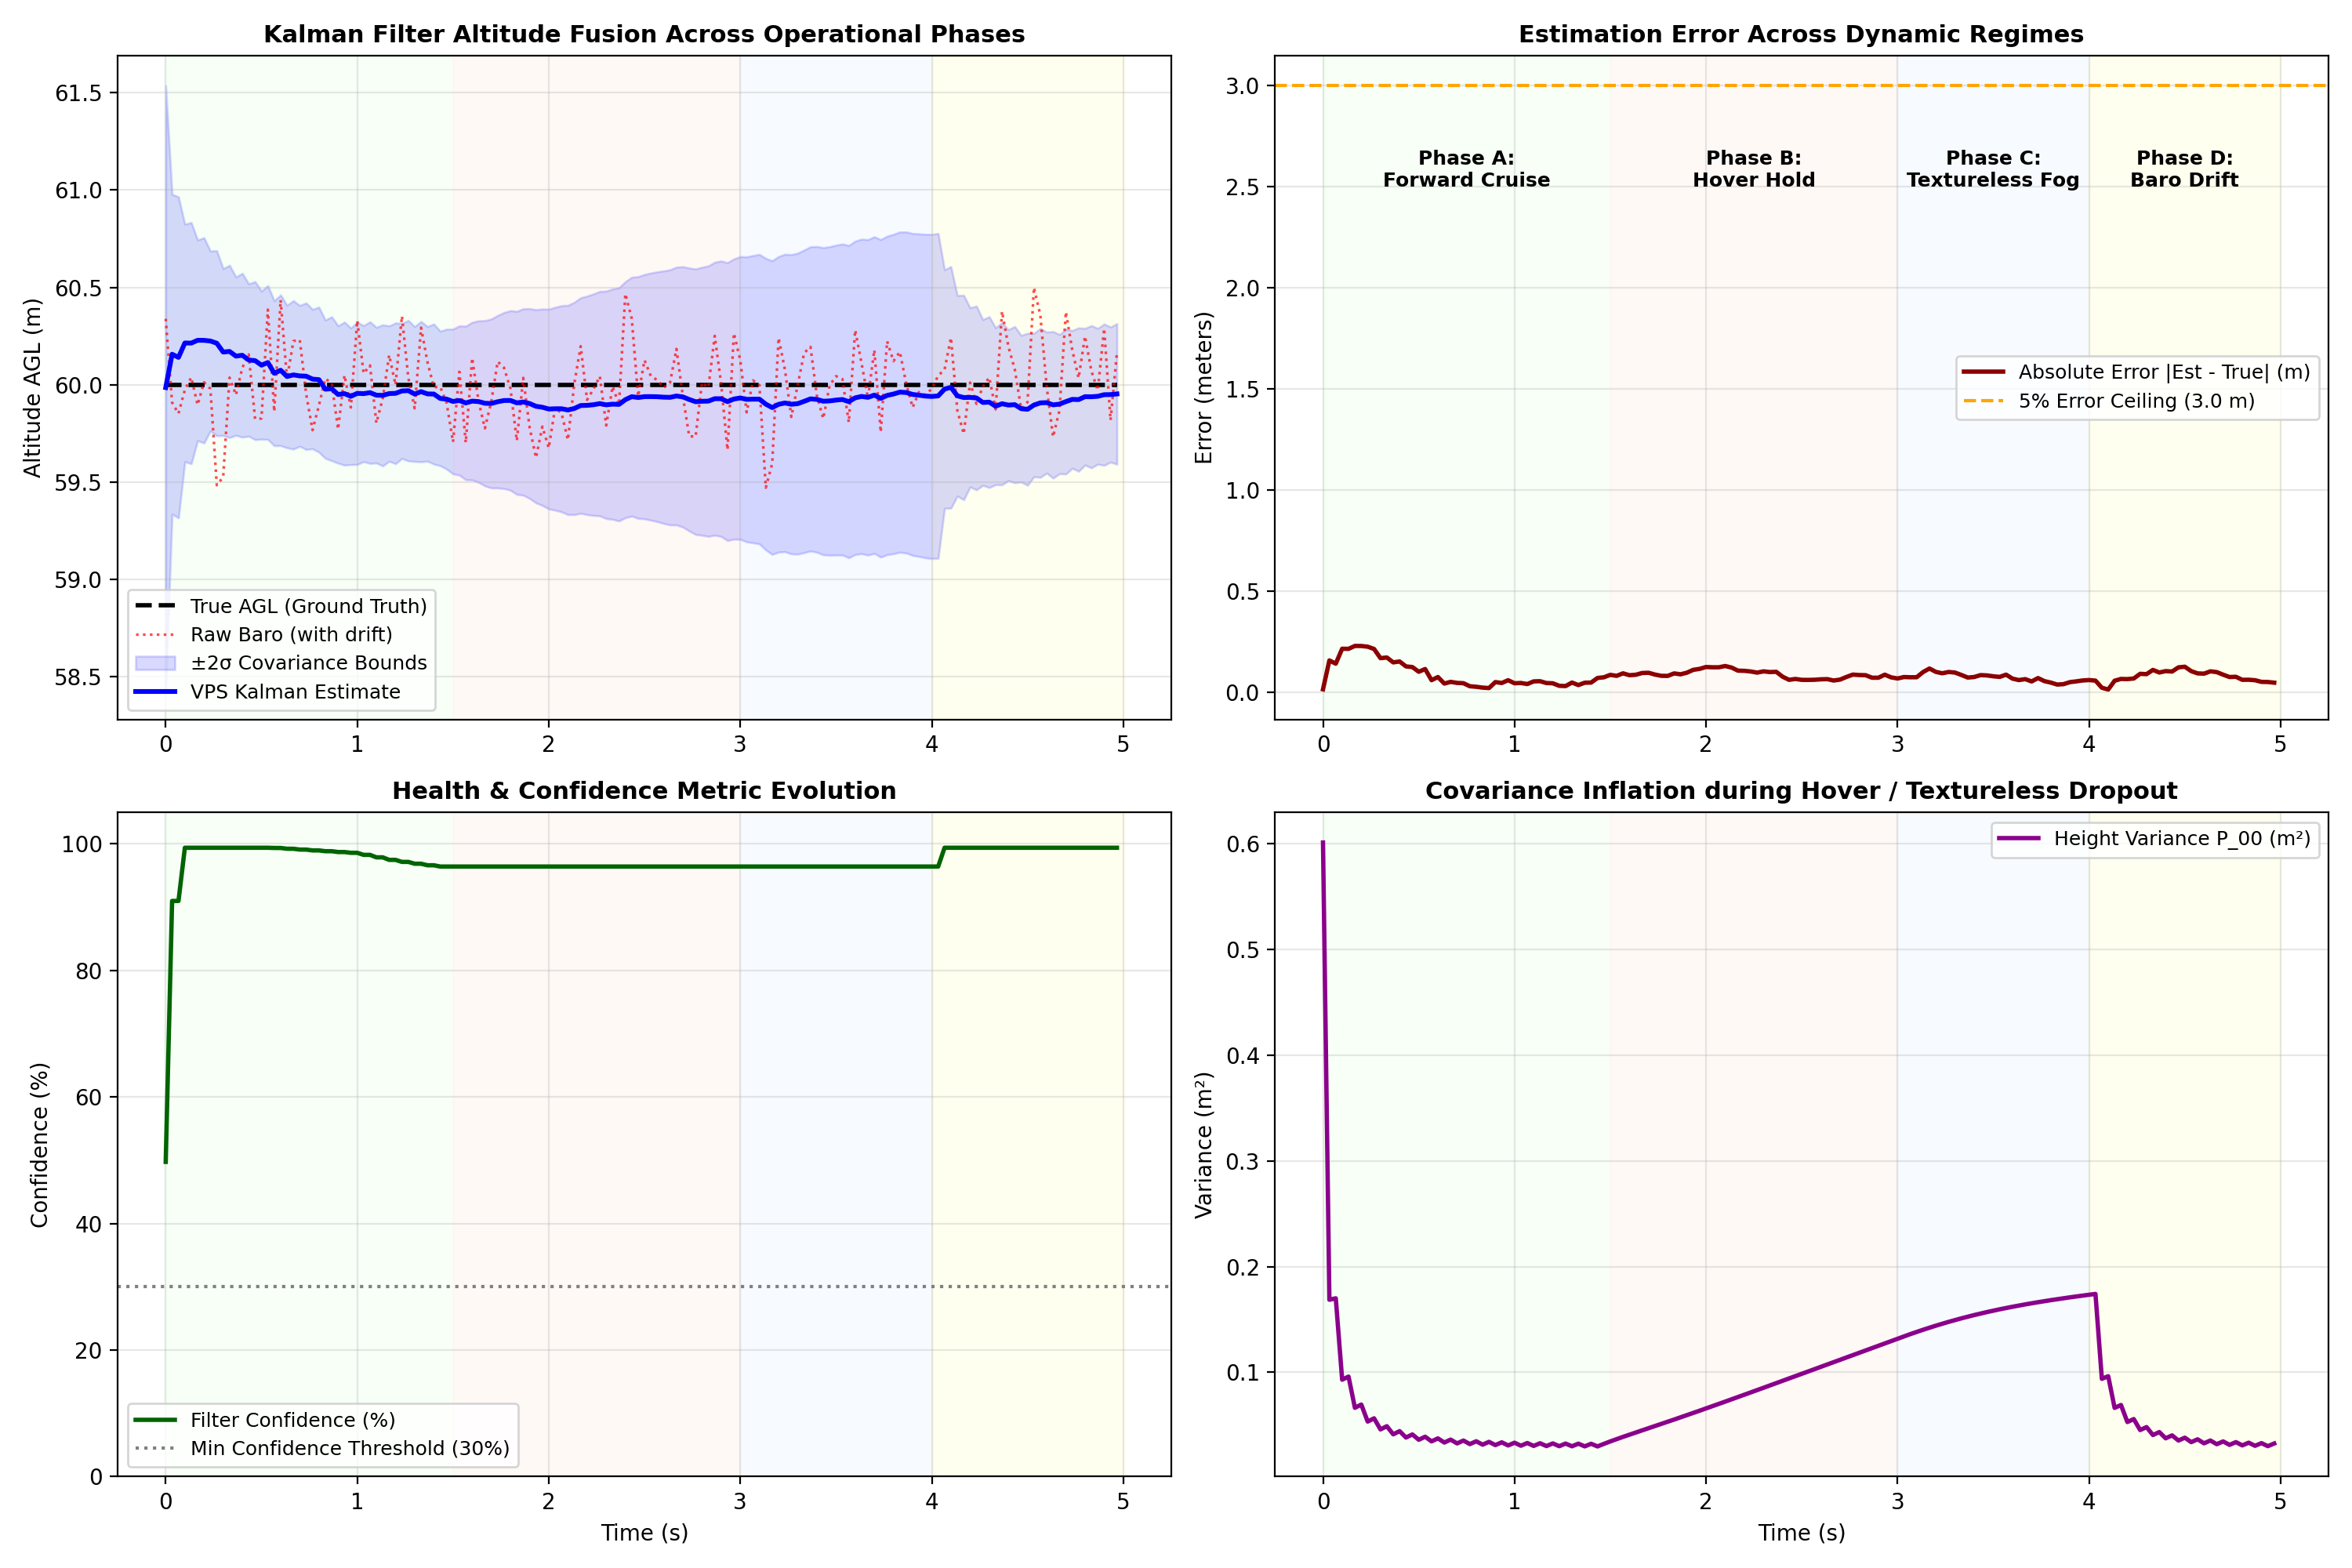 Kalman Filter Altitude Fusion Across Operational Phases
Altitude AGL (m)
61.5
61.0
60.5
60.0
59.5
59.0
58.5
True AGL (Ground Truth)
Raw Baro (with drift)
±2σ Covariance Bounds
VPS Kalman Estimate
0 1 2 3 4 5
Estimation Error Across Dynamic Regimes
Error (meters)
3.0
2.5
2.0
1.5
1.0
0.5
0.0
Phase A:
Forward Cruise
Phase B:
Hover Hold
Phase C:
Textureless Fog
Phase D:
Baro Drift
Absolute Error |Est - True| (m)
5% Error Ceiling (3.0 m)
0 1 2 3 4 5
Health & Confidence Metric Evolution
Confidence (%)
100
80
60
40
20
0
Filter Confidence (%)
Min Confidence Threshold (30%)
0 1 2 3 4 5
Time (s)
Covariance Inflation during Hover / Textureless Dropout
Variance (m²)
0.6
0.5
0.4
0.3
0.2
0.1
Height Variance P_00 (m²)
0 1 2 3 4 5
Time (s)